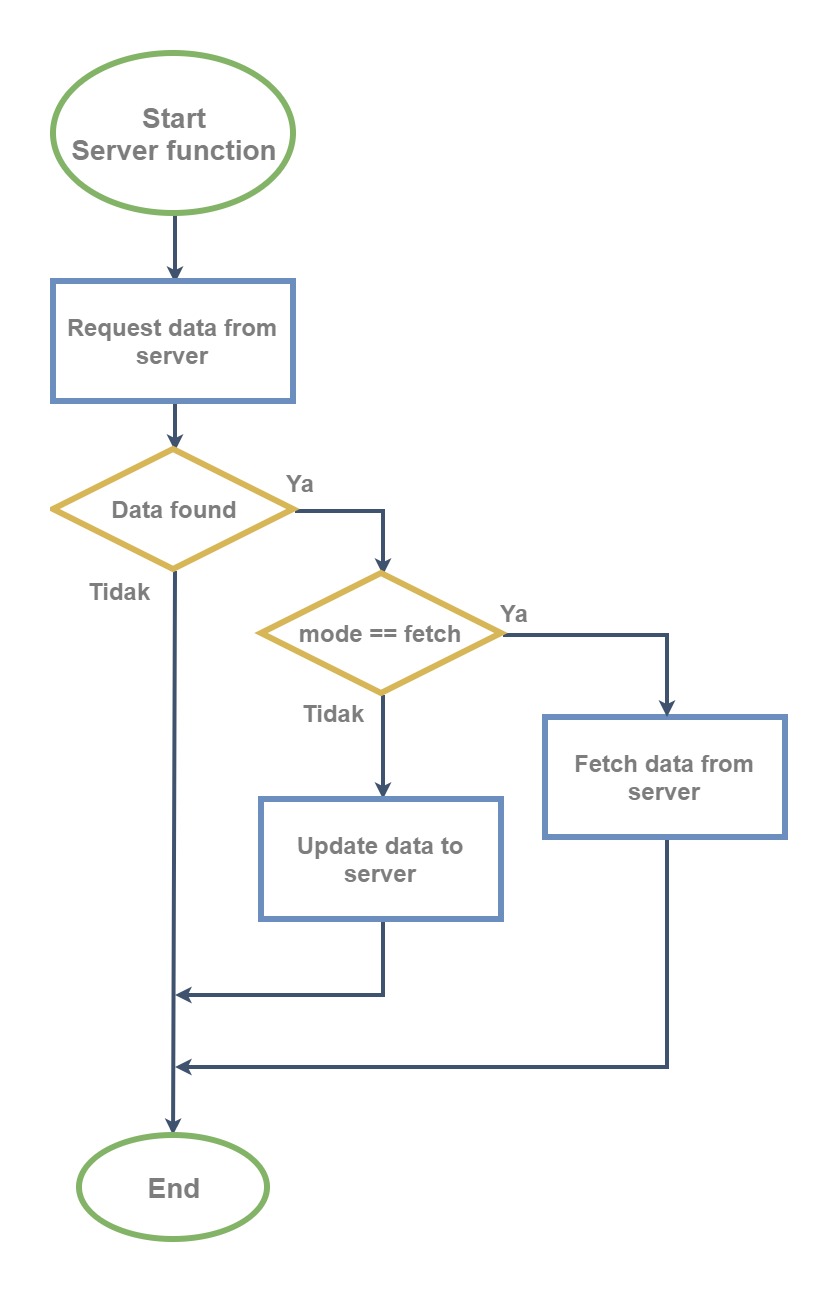 Start
Server function
Request data from
server
Data found
Ya
Tidak
mode == fetch
Ya
Tidak
Fetch data from
server
Update data to
server
End